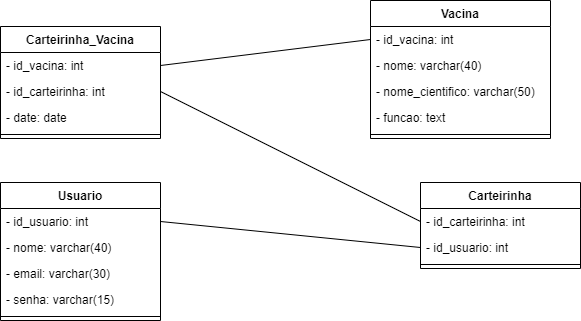 Carteirinha_Vacina
- id_vacina: int
- id_carteirinha: int
- date: date
Vacina
- id_vacina: int
- nome: varchar(40)
- nome_cientifico: varchar(50)
- funcao: text
Usuario
- id_usuario: int
- nome: varchar(40)
- email: varchar(30)
- senha: varchar(15)
Carteirinha
- id_carteirinha: int
- id_usuario: int